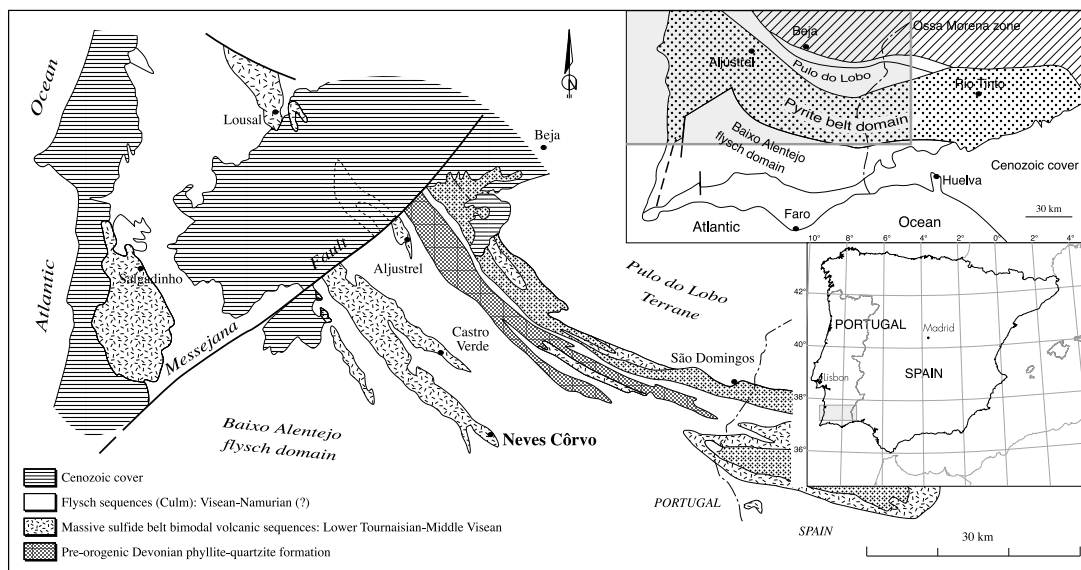 Ocean
Atlantic
Lousal
Salgadinho
Messejana
Fault
Aljustrel
Beja
Castro
Verde
Neves Côrvo
São Domingos
Pulo do Lobo
Terrane
Baixo Alentejo
flysch domain
PORTUGAL
SPAIN
N
Cenozoic cover
Flysch sequences (Culm): Visean-Namurian (?)
Massive sulfide belt bimodal volcanic sequences: Lower Tournaisian-Middle Visean
Pre-orogenic Devonian phyllite-quartzite formation
30 km
Beja
Ossa Morena zone
Aljustrel
Pulo do Lobo
Rio Tinto
Pyrite belt domain
Baixo Alentejo
flysch domain
Cenozoic cover
Huelva
Faro
Atlantic
Ocean
30 km
10° 8° 6° 4° 2° 0° 2° 4°
42°
PORTUGAL
Madrid
40°
SPAIN
Lisbon
38°
36°